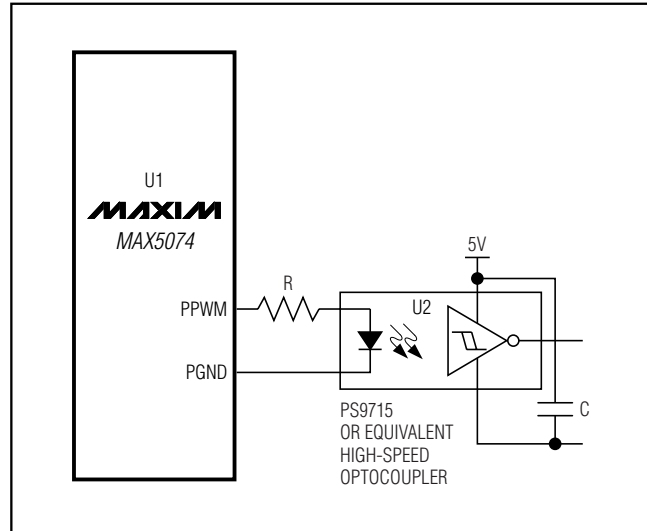 U1
MAXIM
MAX5074
PPWM
PGND
R
U2
5V
C
PS9715
OR EQUIVALENT
HIGH-SPEED
OPTOCOUPLER